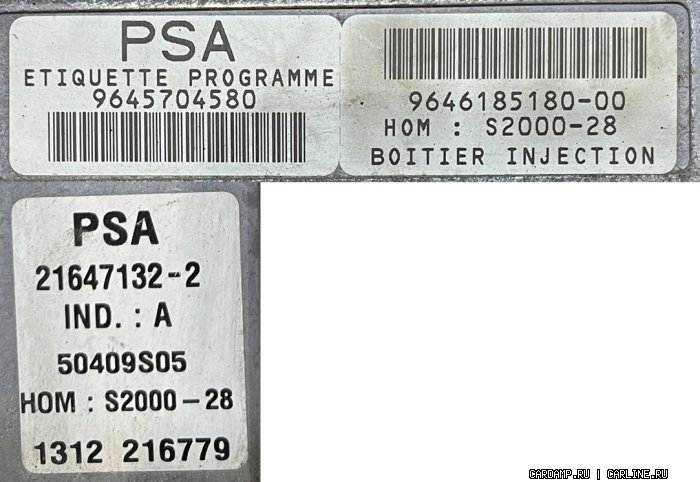 PSA
ETIQUETTE PROGRAMME
9645704580
9646185180-00
HOM : S2000-28
BOITIER INJECTION
PSA
21647132-2
IND. : A
50409S05
HOM : S2000-28
1312 216779
CARDAMP.RU | CARLINE.RU